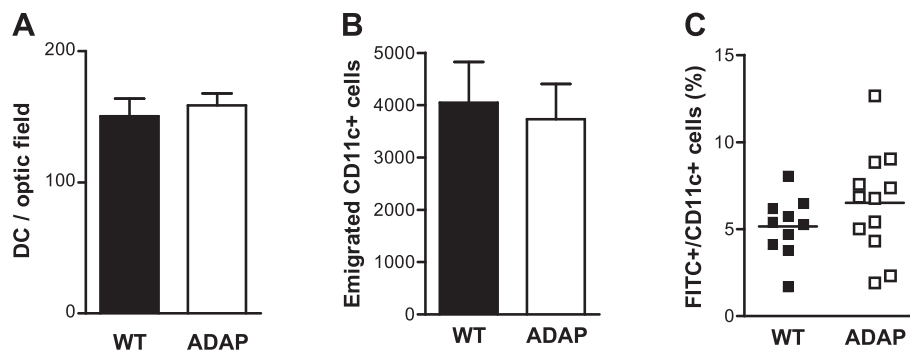 A
DC / optic field
200
100
0
WT
ADAP
B
Emigrated CD11c+ cells
5000
4000
3000
2000
1000
0
WT
ADAP
C
FITC+/CD11c+ cells (%)
15
10
5
0
WT
ADAP